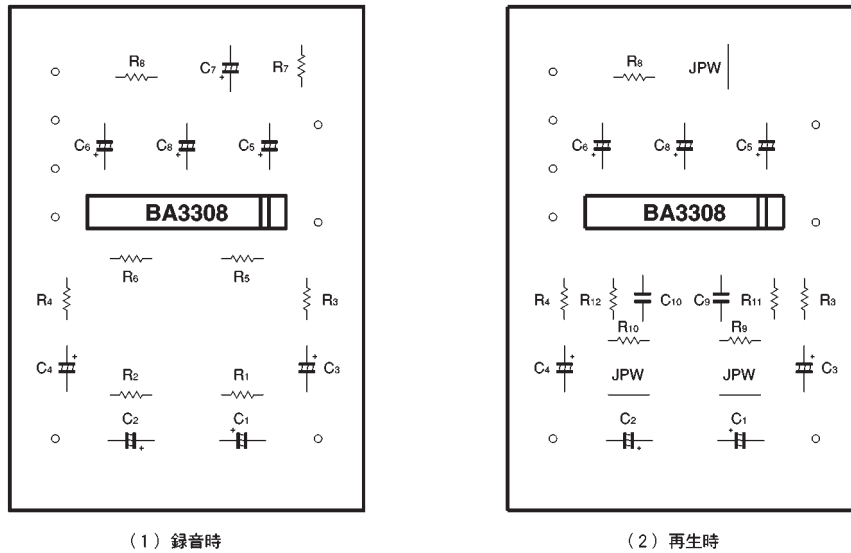 R8 C7 R7
C6 C8 C5
BA3308
R6 R5
R4 R3
C4 C3
R2 R1
C2 C1
(1) 録音時
R8 JPW
C6 C8 C5
BA3308
R4 R12 C10 C9 R11 R3
R10 R9
C4 JPW JPW C3
C2 C1
(2) 再生時